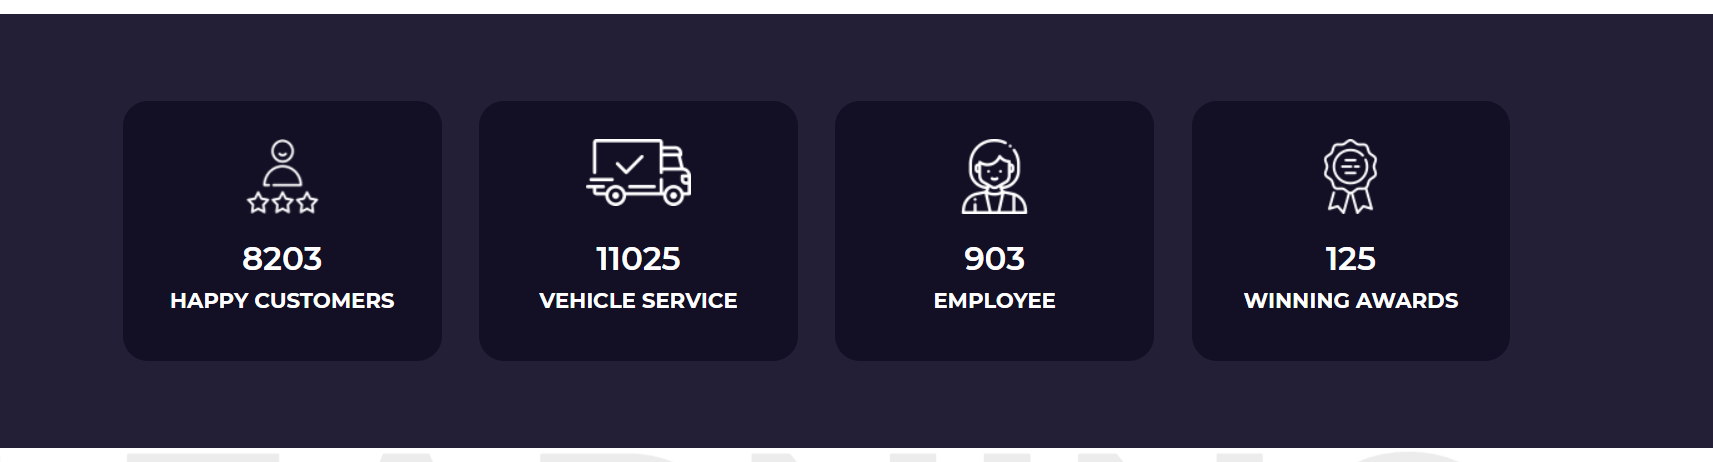 8203
HAPPY CUSTOMERS
11025
VEHICLE SERVICE
903
EMPLOYEE
125
WINNING AWARDS